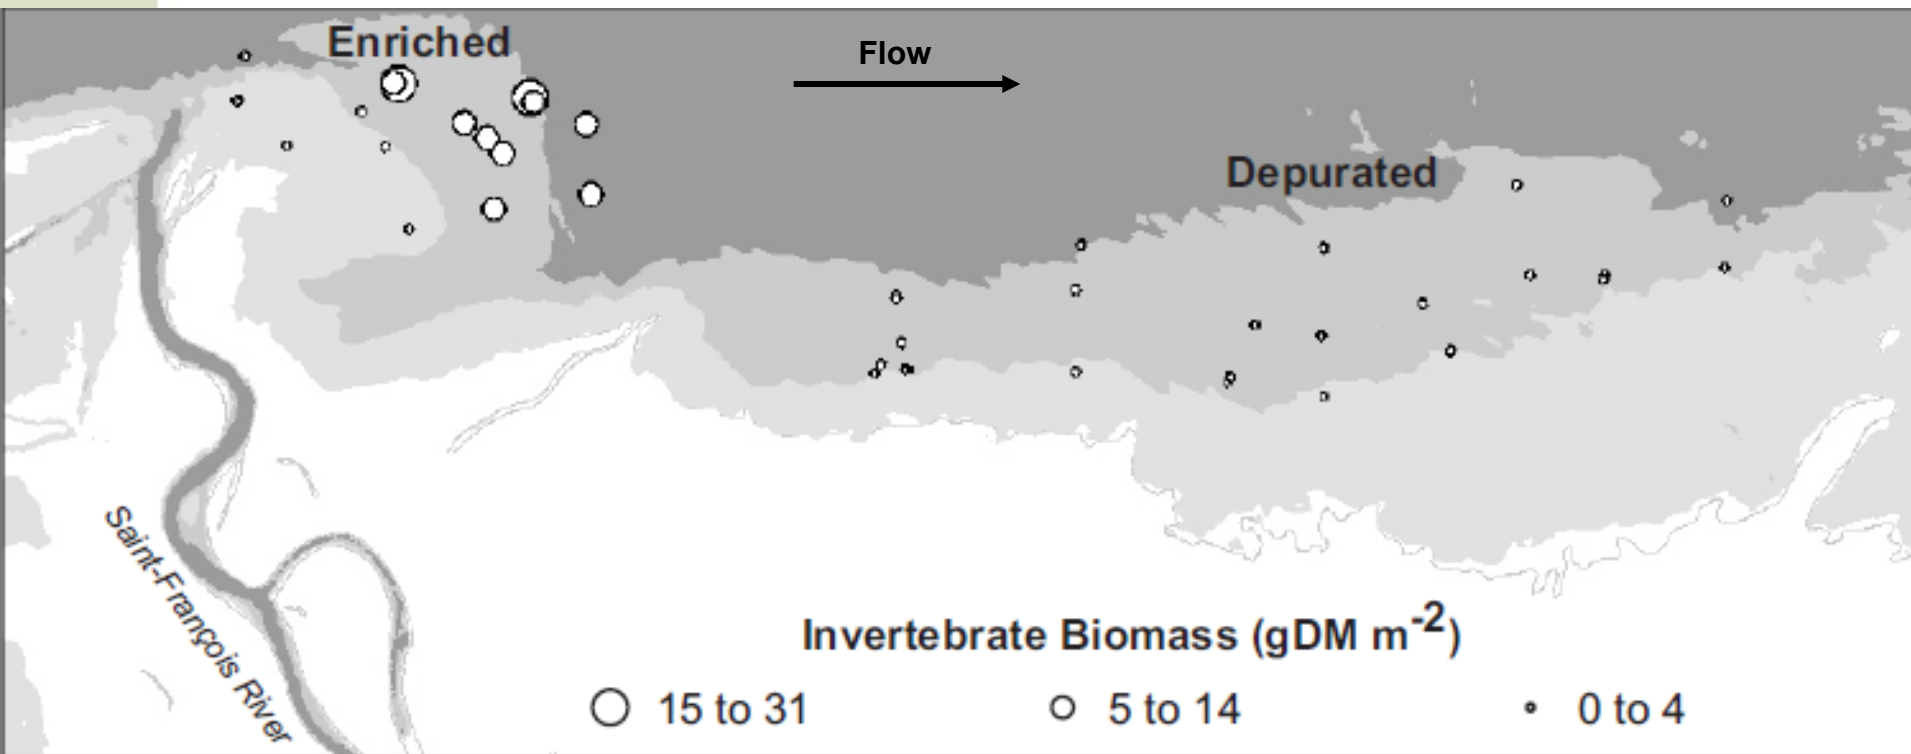 Enriched
Flow
Depurated
Saint-François River
Invertebrate Biomass (gDM m⁻²)
15 to 31
5 to 14
0 to 4